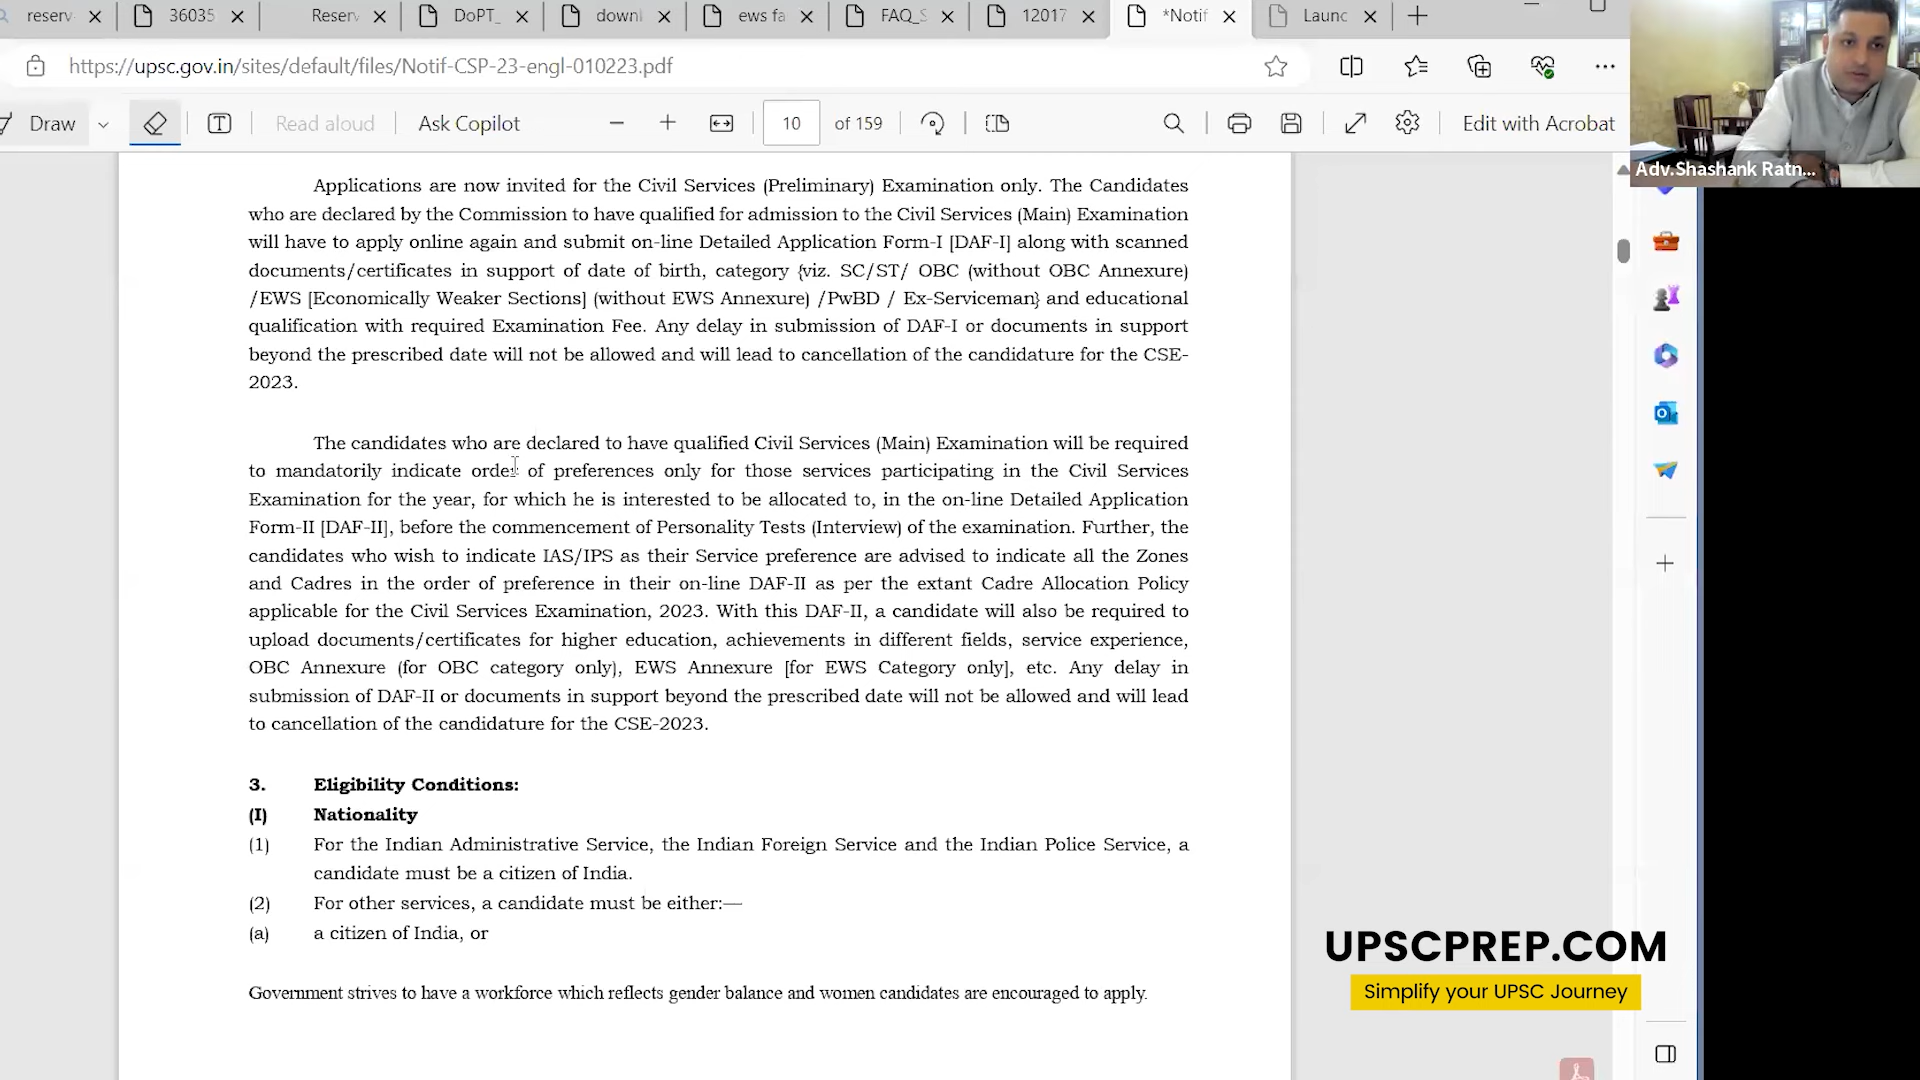 reserv
36035
Reserv
DoPT_
downl
ews fa
FAQ_S
12017
*Notif
Launc
https://upsc.gov.in/sites/default/files/Notif-CSP-23-engl-010223.pdf
Draw
Read aloud
Ask Copilot
10 of 159
Edit with Acrobat
Adv.Shashank Ratn...
Applications are now invited for the Civil Services (Preliminary) Examination only. The Candidates
who are declared by the Commission to have qualified for admission to the Civil Services (Main) Examination
will have to apply online again and submit on-line Detailed Application Form-I [DAF-I] along with scanned
documents/certificates in support of date of birth, category {viz. SC/ST/ OBC (without OBC Annexure)
/EWS [Economically Weaker Sections] (without EWS Annexure) /PwBD / Ex-Serviceman} and educational
qualification with required Examination Fee. Any delay in submission of DAF-I or documents in support
beyond the prescribed date will not be allowed and will lead to cancellation of the candidature for the CSE-
2023.
The candidates who are declared to have qualified Civil Services (Main) Examination will be required
to mandatorily indicate order of preferences only for those services participating in the Civil Services
Examination for the year, for which he is interested to be allocated to, in the on-line Detailed Application
Form-II [DAF-II], before the commencement of Personality Tests (Interview) of the examination. Further, the
candidates who wish to indicate IAS/IPS as their Service preference are advised to indicate all the Zones
and Cadres in the order of preference in their on-line DAF-II as per the extant Cadre Allocation Policy
applicable for the Civil Services Examination, 2023. With this DAF-II, a candidate will also be required to
upload documents/certificates for higher education, achievements in different fields, service experience,
OBC Annexure (for OBC category only), EWS Annexure [for EWS Category only], etc. Any delay in
submission of DAF-II or documents in support beyond the prescribed date will not be allowed and will lead
to cancellation of the candidature for the CSE-2023.
3. Eligibility Conditions:
(I) Nationality
(1) For the Indian Administrative Service, the Indian Foreign Service and the Indian Police Service, a
candidate must be a citizen of India.
(2) For other services, a candidate must be either:—
(a) a citizen of India, or
Government strives to have a workforce which reflects gender balance and women candidates are encouraged to apply.
UPSCPREP.COM
Simplify your UPSC Journey